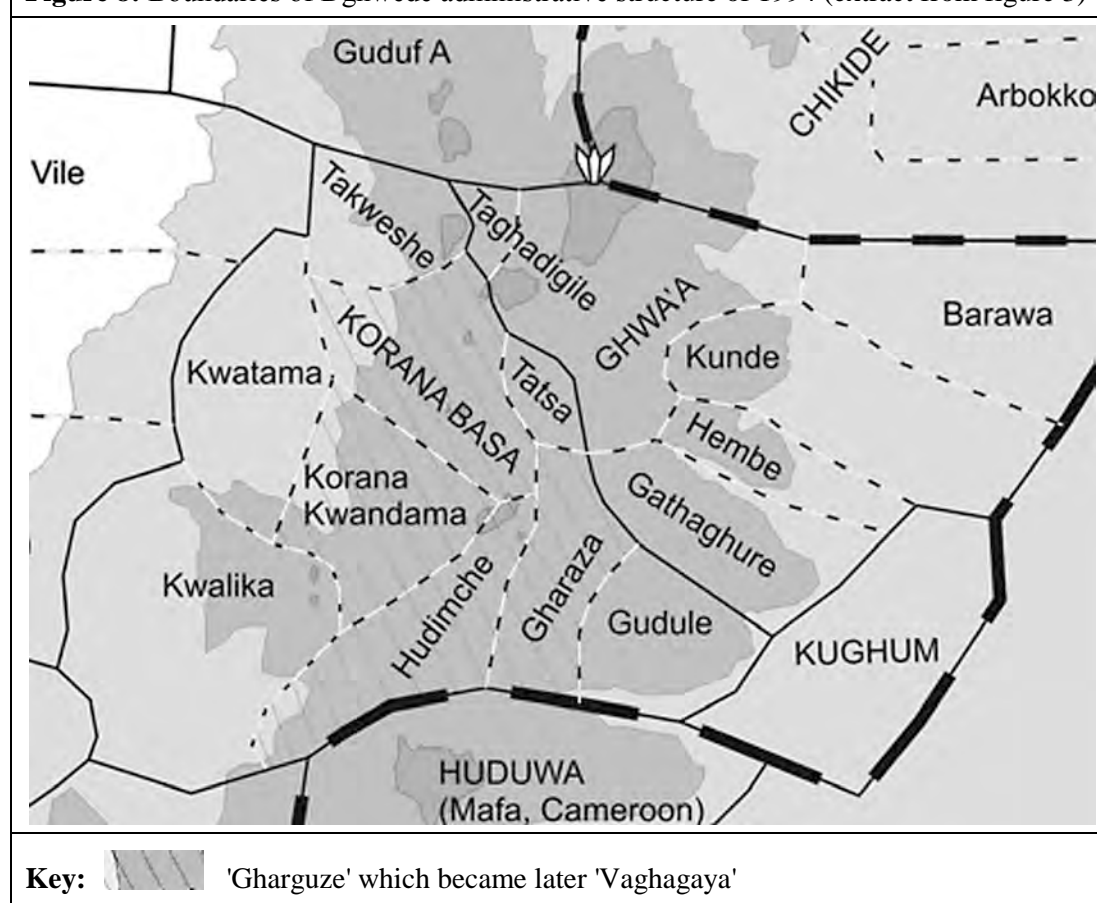 Figure 8: Boundaries of Dghwede administrative structure of 1994 (extract from figure 5)
Guduf A
CHIKIDE
Arbokko
Vile
Takweshe
Taghadigile
Barawa
GHWA'A
KORANA BASA
Kunde
Kwatama
Tatsa
Hembe
Korana
Kwandama
Gathaghure
Kwalika
Hudimche
Gharaza
Gudule
KUGHUM
HUDUWA
(Mafa, Cameroon)
Key: 'Gharguze' which became later 'Vaghagaya'